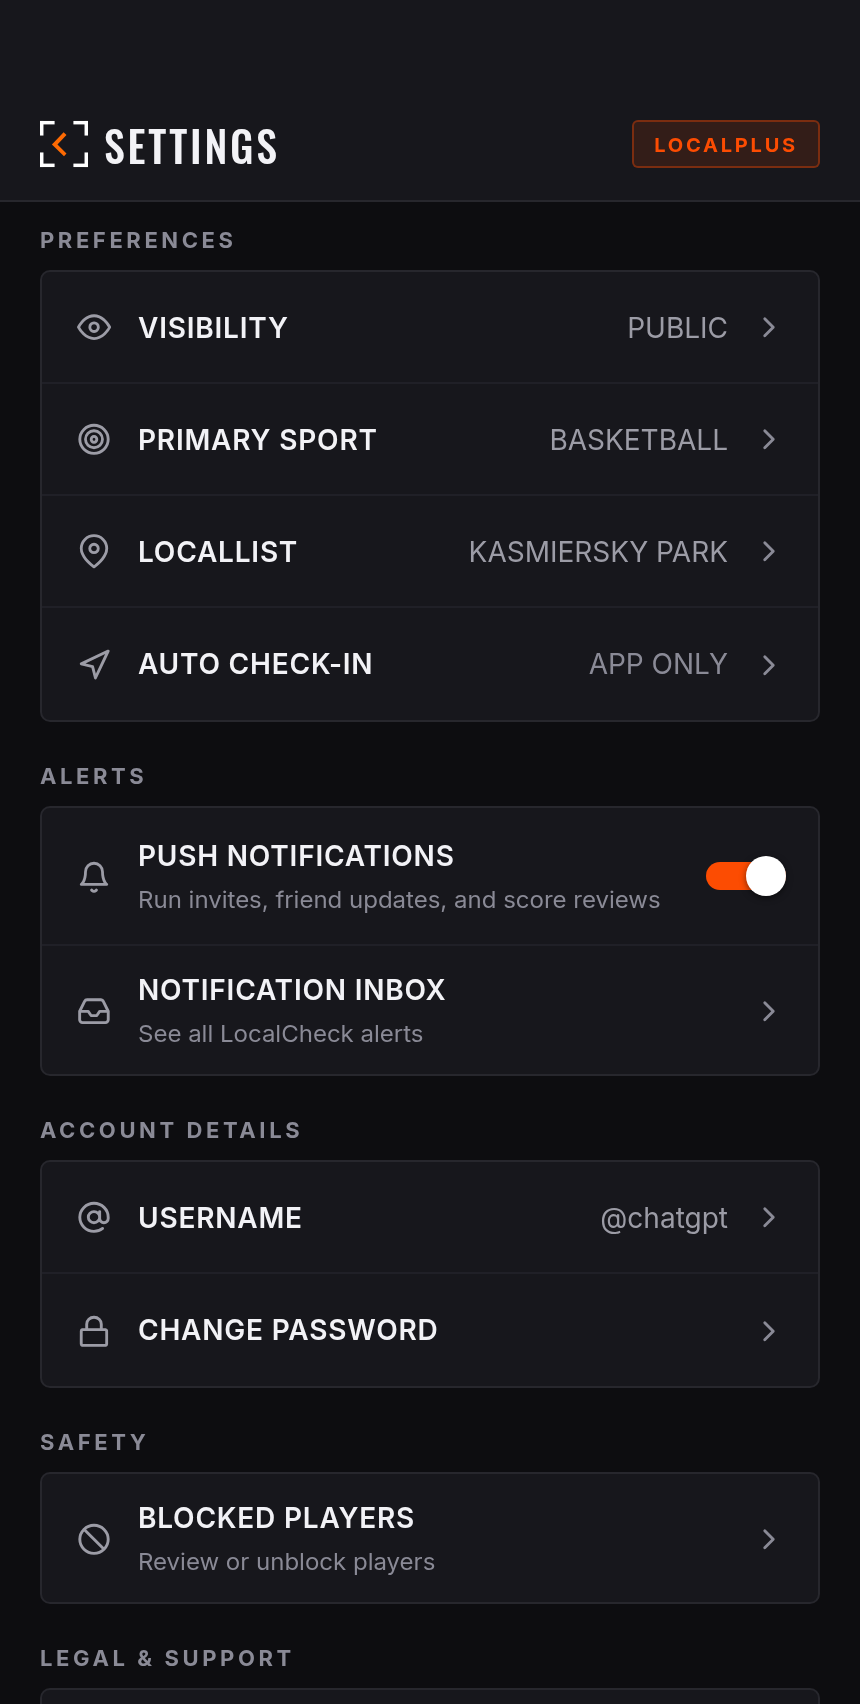 SETTINGS
LOCALPLUS
PREFERENCES
VISIBILITY PUBLIC
PRIMARY SPORT BASKETBALL
LOCALLIST KASMIERSKY PARK
AUTO CHECK-IN APP ONLY
ALERTS
PUSH NOTIFICATIONS
Run invites, friend updates, and score reviews
NOTIFICATION INBOX
See all LocalCheck alerts
ACCOUNT DETAILS
USERNAME @chatgpt
CHANGE PASSWORD
SAFETY
BLOCKED PLAYERS
Review or unblock players
LEGAL & SUPPORT